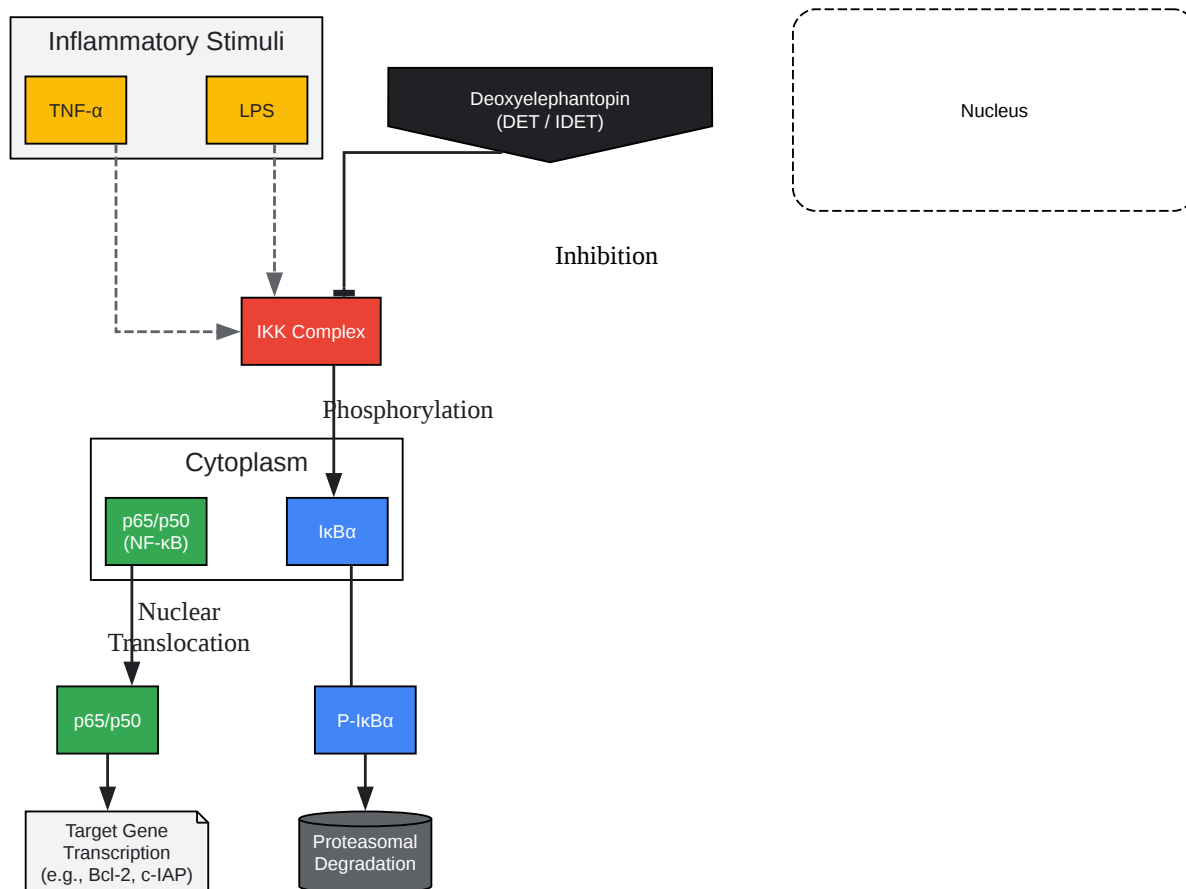 Inflammatory Stimuli
TNF-α
LPS
Deoxyelephantopin
(DET / IDET)
Nucleus
Inhibition
IKK Complex
Phosphorylation
Cytoplasm
p65/p50
(NF-κB)
IκBα
Nuclear
Translocation
p65/p50
P-IκBα
Target Gene
Transcription
(e.g., Bcl-2, c-IAP)
Proteasomal
Degradation